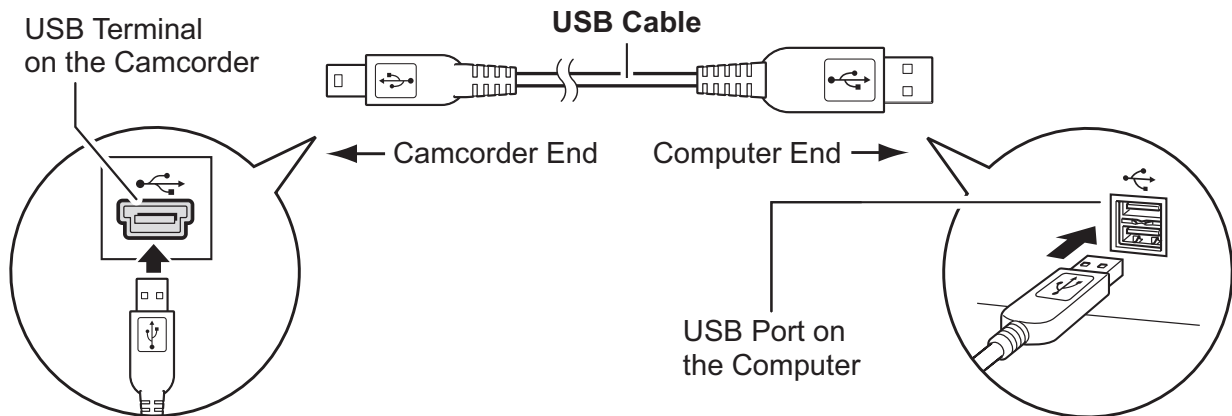 USB Terminal
on the Camcorder
USB Cable
Camcorder End
Computer End
USB Port on
the Computer